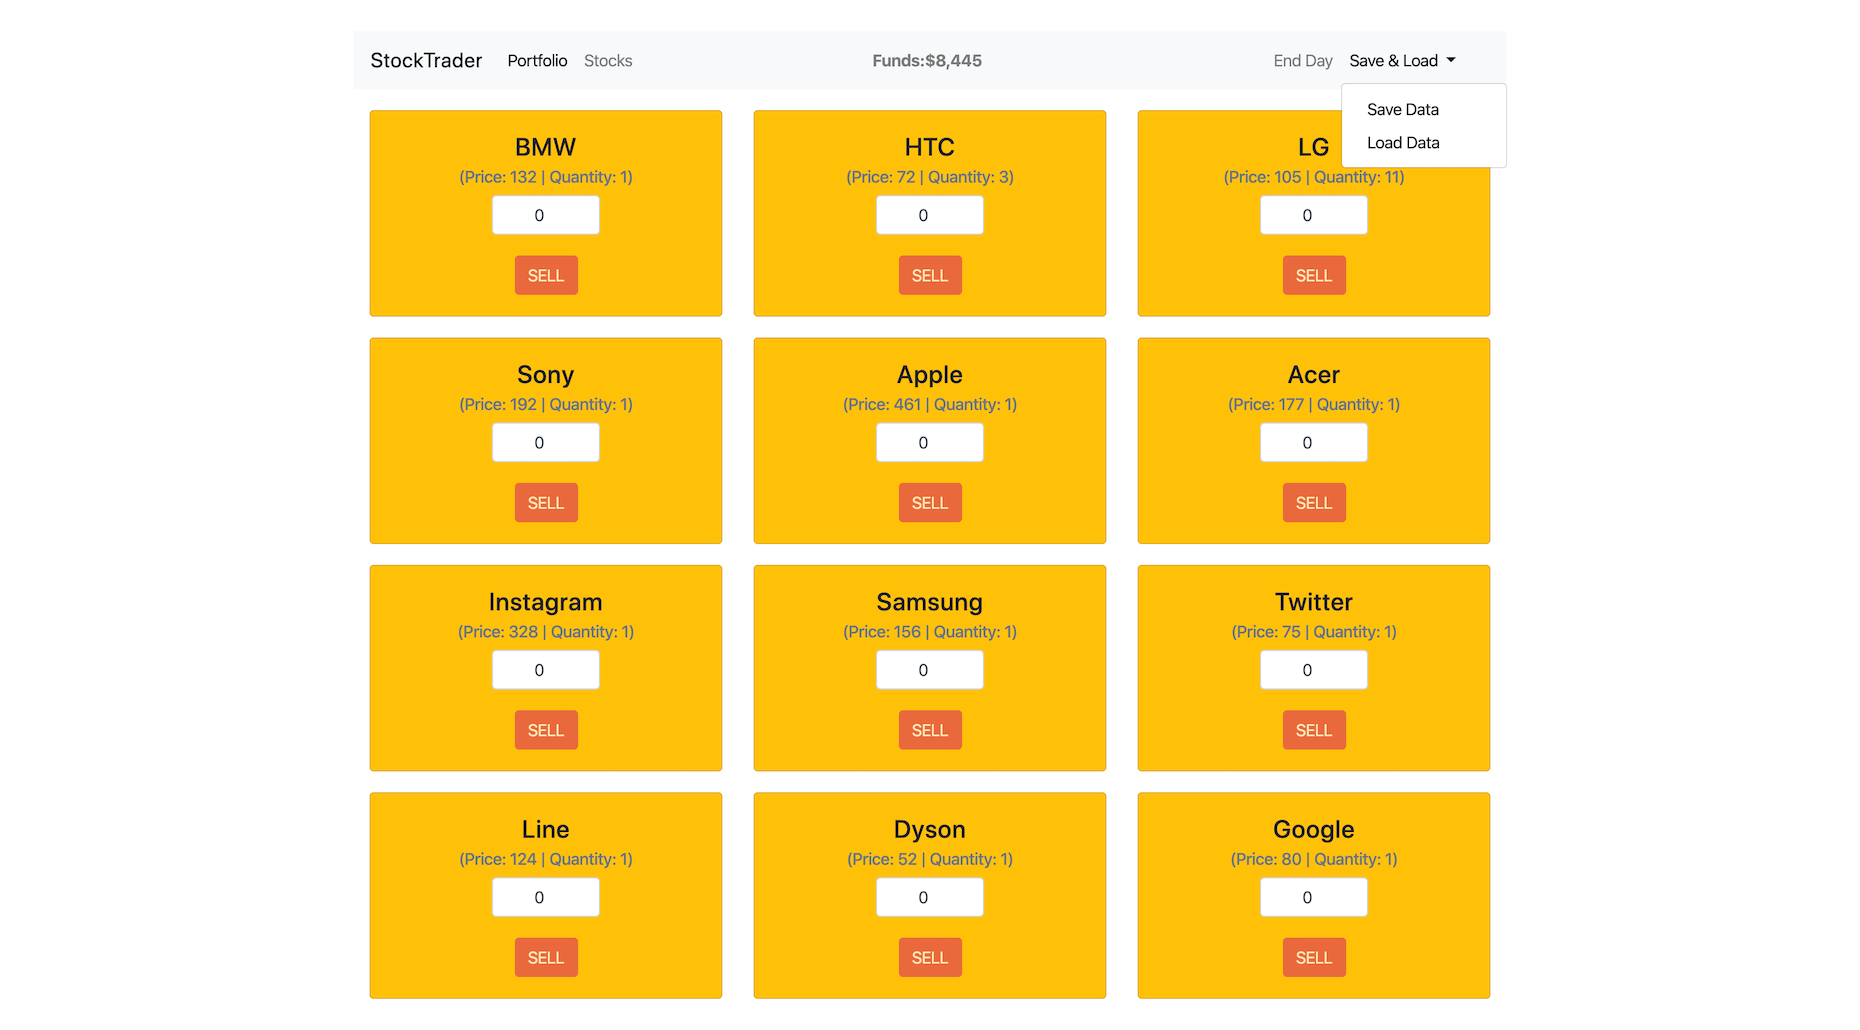 StockTrader Portfolio Stocks Funds:$8,445 End Day Save & Load
Save Data
Load Data
BMW HTC LG
(Price: 132 | Quantity: 1) (Price: 72 | Quantity: 3) (Price: 105 | Quantity: 11)
0 0 0
SELL SELL SELL
Sony Apple Acer
(Price: 192 | Quantity: 1) (Price: 461 | Quantity: 1) (Price: 177 | Quantity: 1)
0 0 0
SELL SELL SELL
Instagram Samsung Twitter
(Price: 328 | Quantity: 1) (Price: 156 | Quantity: 1) (Price: 75 | Quantity: 1)
0 0 0
SELL SELL SELL
Line Dyson Google
(Price: 124 | Quantity: 1) (Price: 52 | Quantity: 1) (Price: 80 | Quantity: 1)
0 0 0
SELL SELL SELL